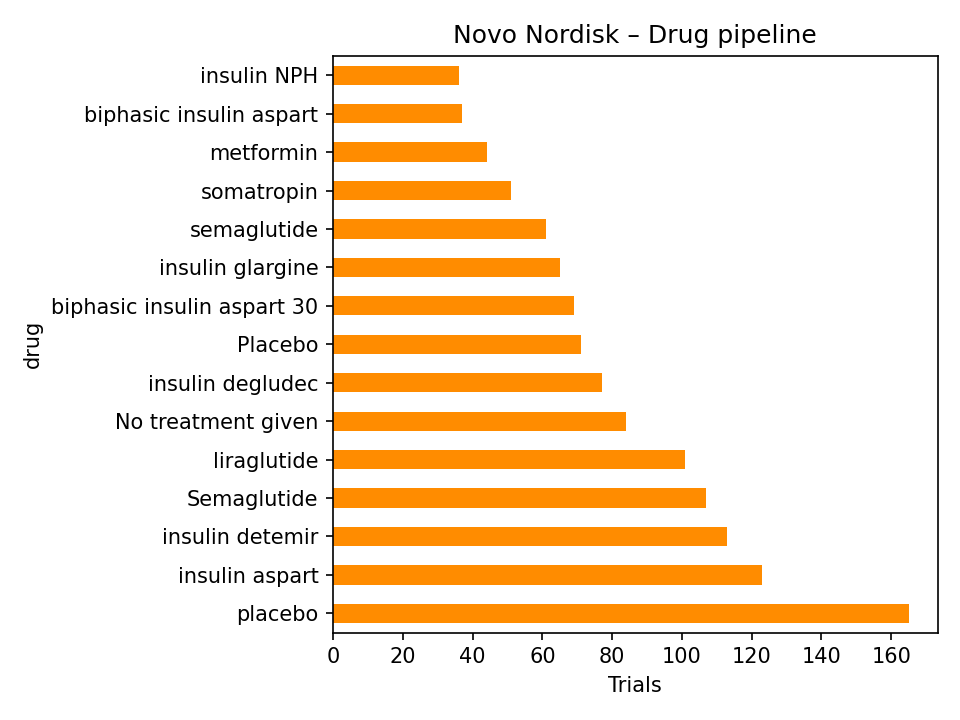 Novo Nordisk – Drug pipeline
insulin NPH
biphasic insulin aspart
metformin
somatropin
semaglutide
insulin glargine
biphasic insulin aspart 30
Placebo
insulin degludec
No treatment given
liraglutide
Semaglutide
insulin detemir
insulin aspart
placebo
drug
0 20 40 60 80 100 120 140 160
Trials